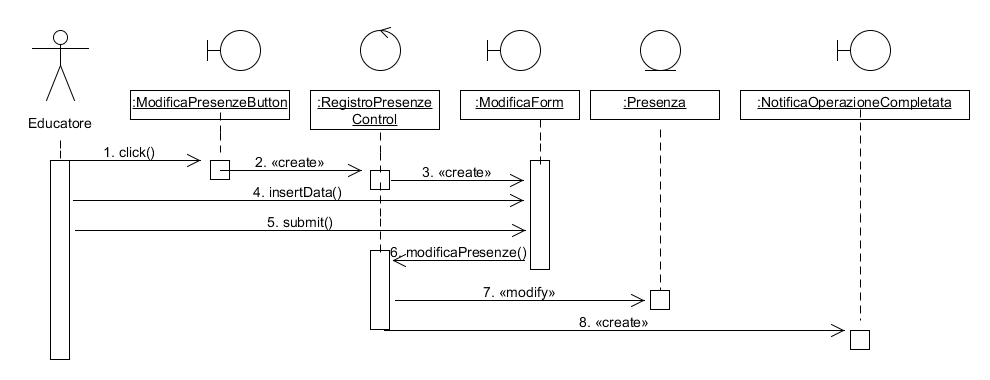 :ModificaPresenzeButton
:RegistroPresenze
Control
:ModificaForm
:Presenza
:NotificaOperazioneCompletata
Educatore
1. click()
2. «create»
3. «create»
4. insertData()
5. submit()
6. modificaPresenze()
7. «modify»
8. «create»